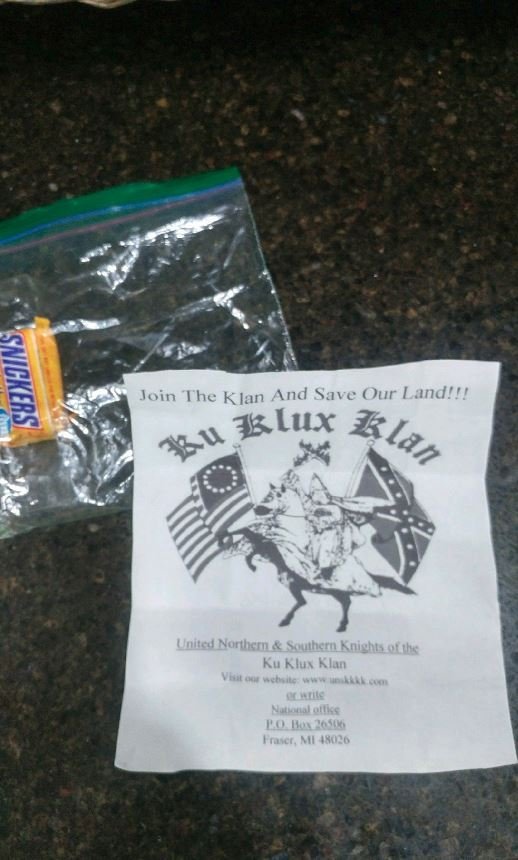 SNICKERS
Join The Klan And Save Our Land!!!
Ku Klux Klan
United Northern & Southern Knights of the
Ku Klux Klan
Visit our website: www.unskkkk.com
or write
National office
P.O. Box 26506
Fraser, MI 48026